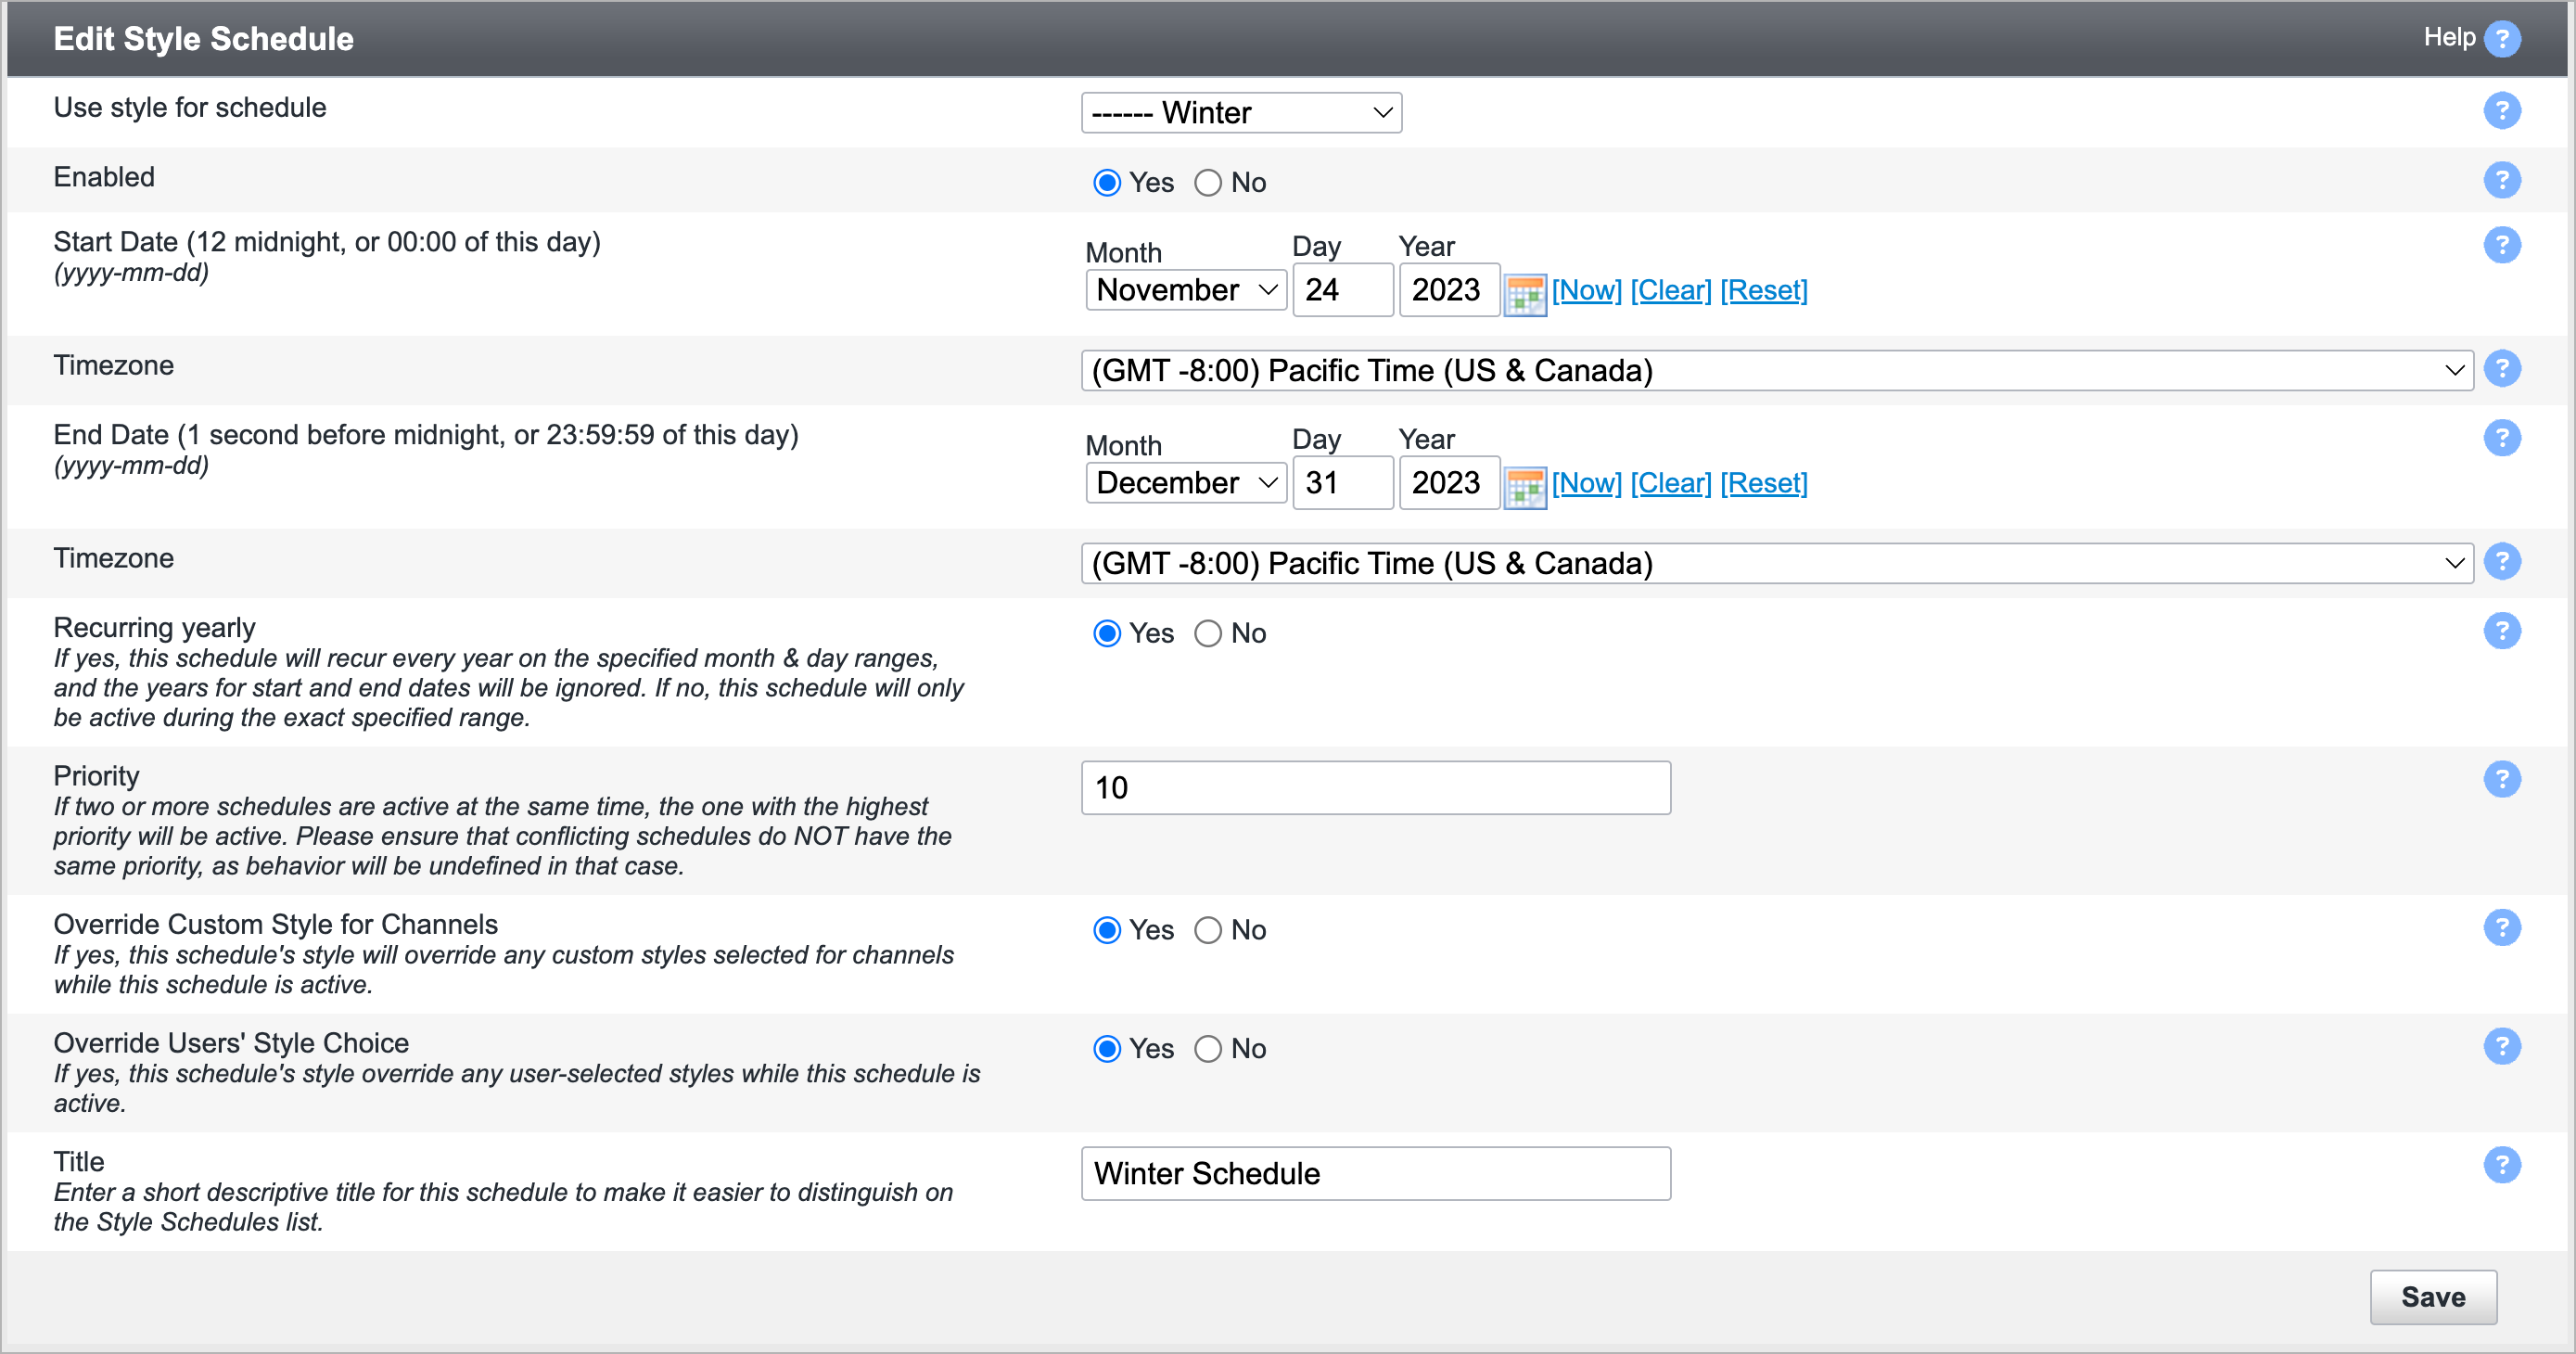 Edit Style Schedule
Help ?
Use style for schedule
------ Winter
?
Enabled
Yes No
?
Start Date (12 midnight, or 00:00 of this day)
(yyyy-mm-dd)
Month Day Year
November 24 2023 [Now] [Clear] [Reset]
?
Timezone
(GMT -8:00) Pacific Time (US & Canada)
?
End Date (1 second before midnight, or 23:59:59 of this day)
(yyyy-mm-dd)
Month Day Year
December 31 2023 [Now] [Clear] [Reset]
?
Timezone
(GMT -8:00) Pacific Time (US & Canada)
?
Recurring yearly
If yes, this schedule will recur every year on the specified month & day ranges,
and the years for start and end dates will be ignored. If no, this schedule will only
be active during the exact specified range.
Yes No
?
Priority
If two or more schedules are active at the same time, the one with the highest
priority will be active. Please ensure that conflicting schedules do NOT have the
same priority, as behavior will be undefined in that case.
10
?
Override Custom Style for Channels
If yes, this schedule's style will override any custom styles selected for channels
while this schedule is active.
Yes No
?
Override Users' Style Choice
If yes, this schedule's style override any user-selected styles while this schedule is
active.
Yes No
?
Title
Enter a short descriptive title for this schedule to make it easier to distinguish on
the Style Schedules list.
Winter Schedule
?
Save